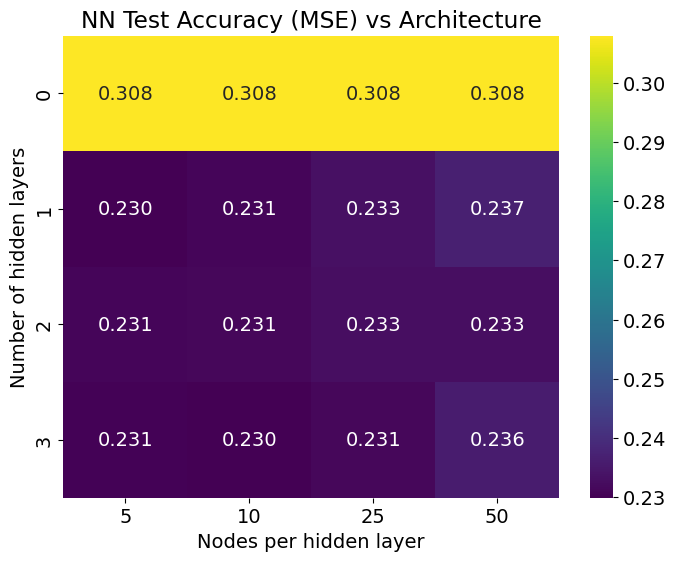 NN Test Accuracy (MSE) vs Architecture
Number of hidden layers
0
0.308 0.308 0.308 0.308
1
0.230 0.231 0.233 0.237
2
0.231 0.231 0.233 0.233
3
0.231 0.230 0.231 0.236
5 10 25 50
Nodes per hidden layer
0.30
0.29
0.28
0.27
0.26
0.25
0.24
0.23